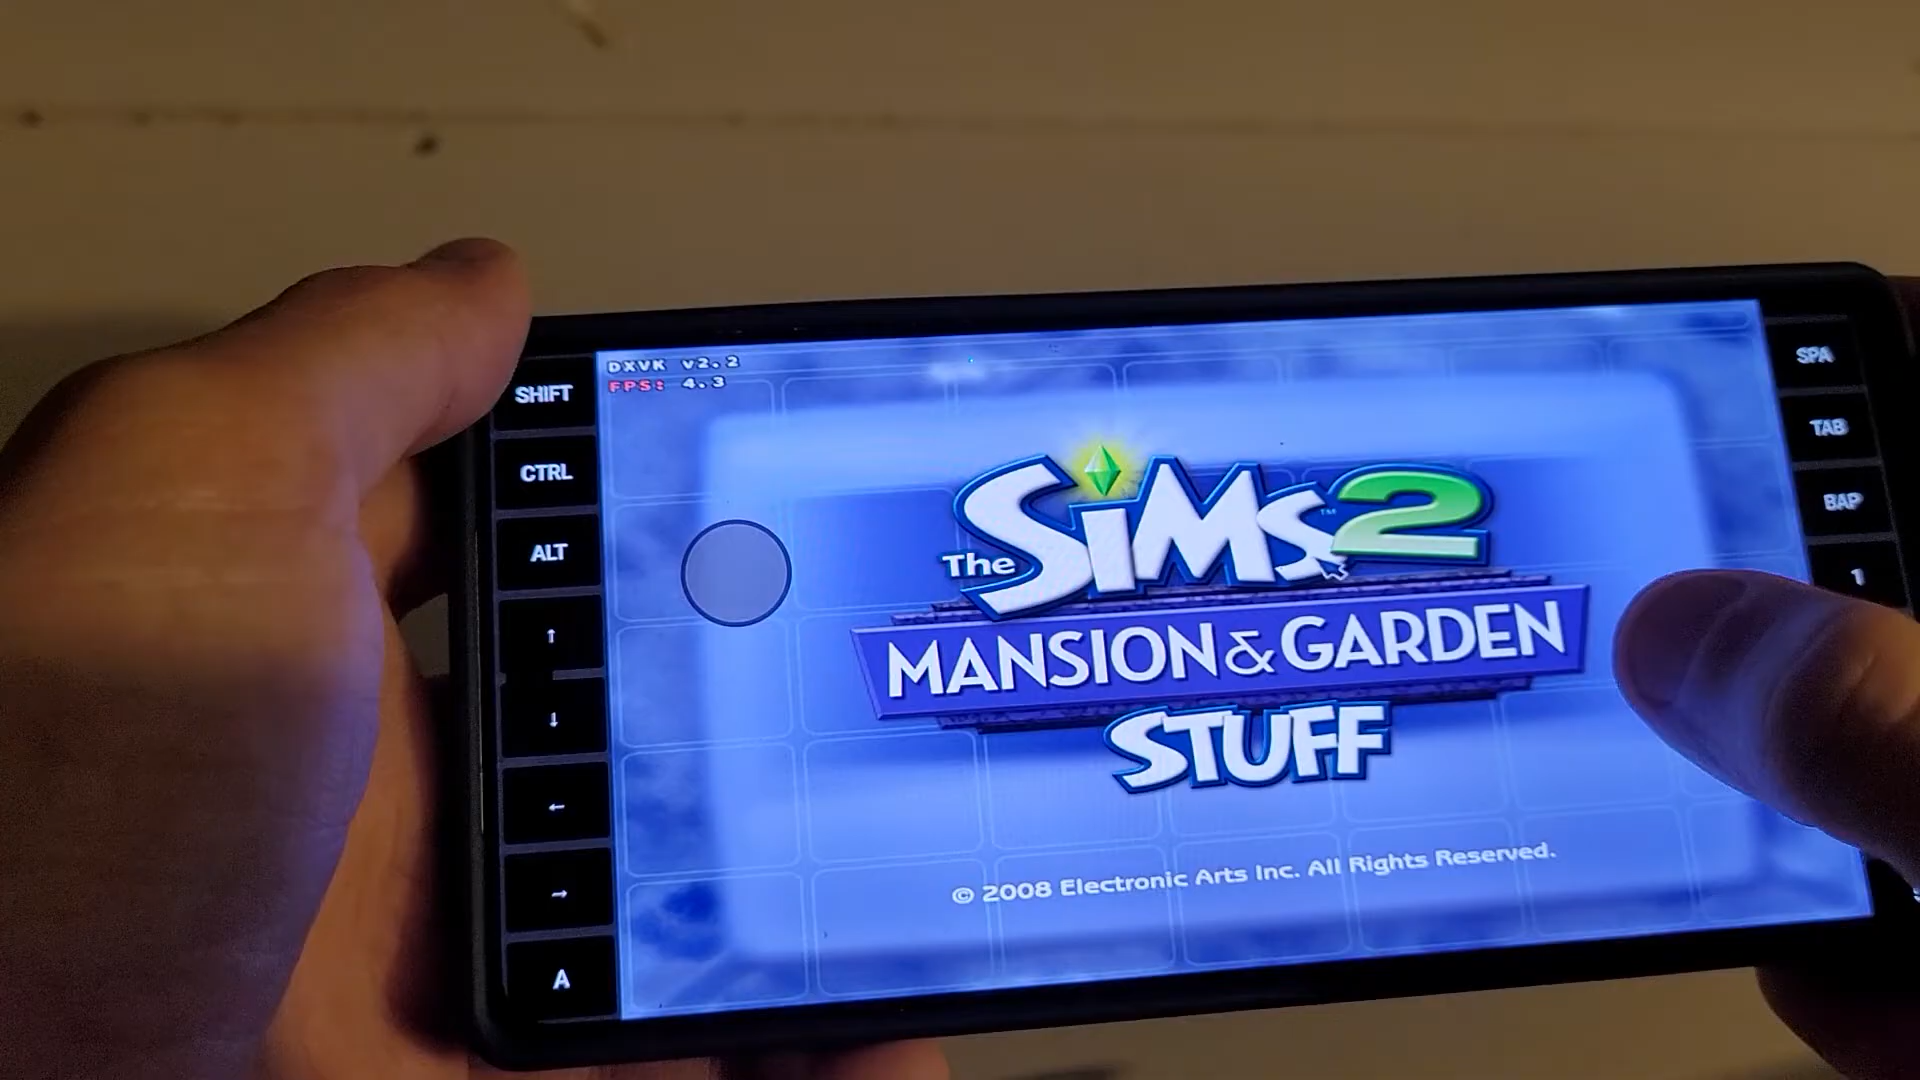 DXVK v2.2
FPS: 4.3
SHIFT
CTRL
ALT
↑
↓
←
→
A
The SIMS 2
™
MANSION & GARDEN
STUFF
© 2008 Electronic Arts Inc. All Rights Reserved.
SPA
TAB
BAP
1